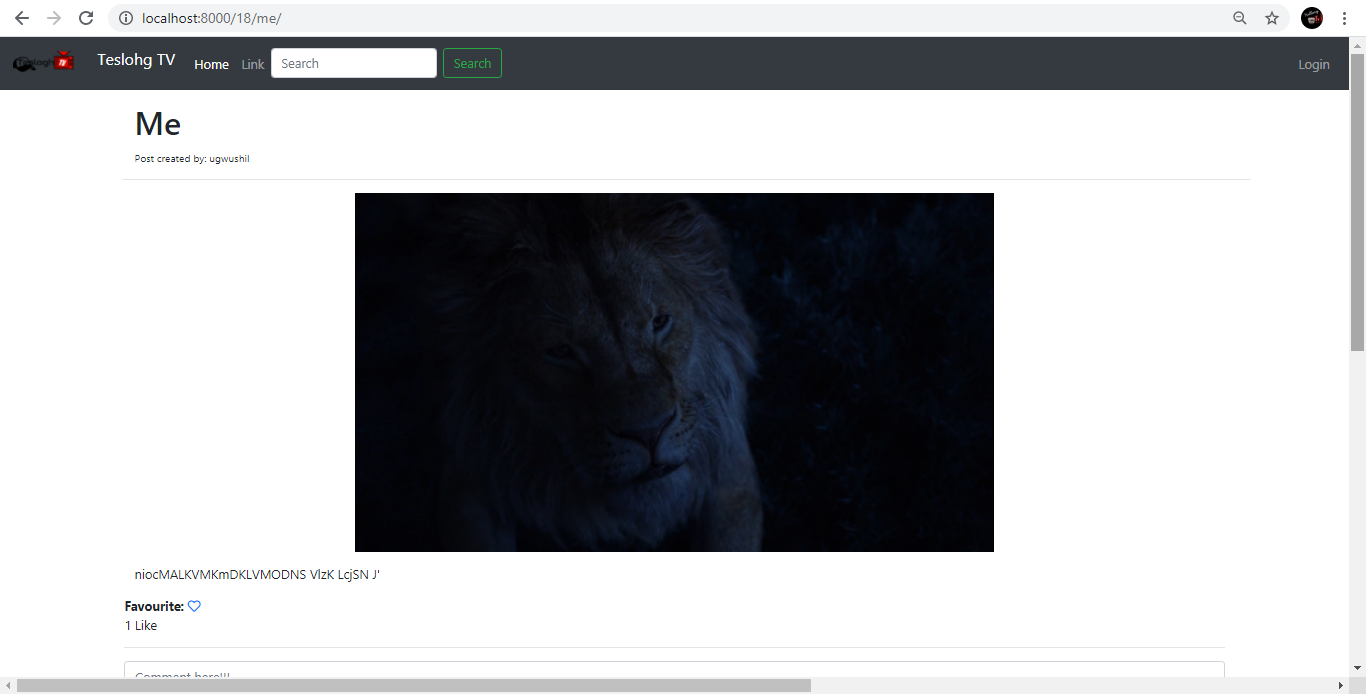 localhost:8000/18/me/
Teslohg TV Home Link Search Search Login
Me
Post created by: ugwushil
niocMALKVMKmDKLVMODNS VlzK LcjSN J'
Favourite:
1 Like
Comment here!!!